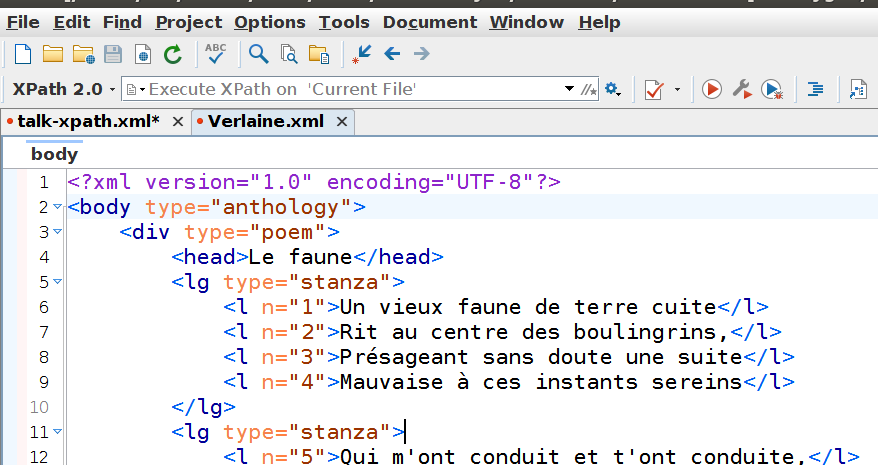 File Edit Find Project Options Tools Document Window Help
ABC
XPath 2.0 Execute XPath on 'Current File'
talk-xpath.xml* Verlaine.xml
body
1 <?xml version="1.0" encoding="UTF-8"?>
2 <body type="anthology">
3 <div type="poem">
4 <head>Le faune</head>
5 <lg type="stanza">
6 <l n="1">Un vieux faune de terre cuite</l>
7 <l n="2">Rit au centre des boulingrins,</l>
8 <l n="3">Présageant sans doute une suite</l>
9 <l n="4">Mauvaise à ces instants sereins</l>
10 </lg>
11 <lg type="stanza">
12 <l n="5">Qui m'ont conduit et t'ont conduite,</l>